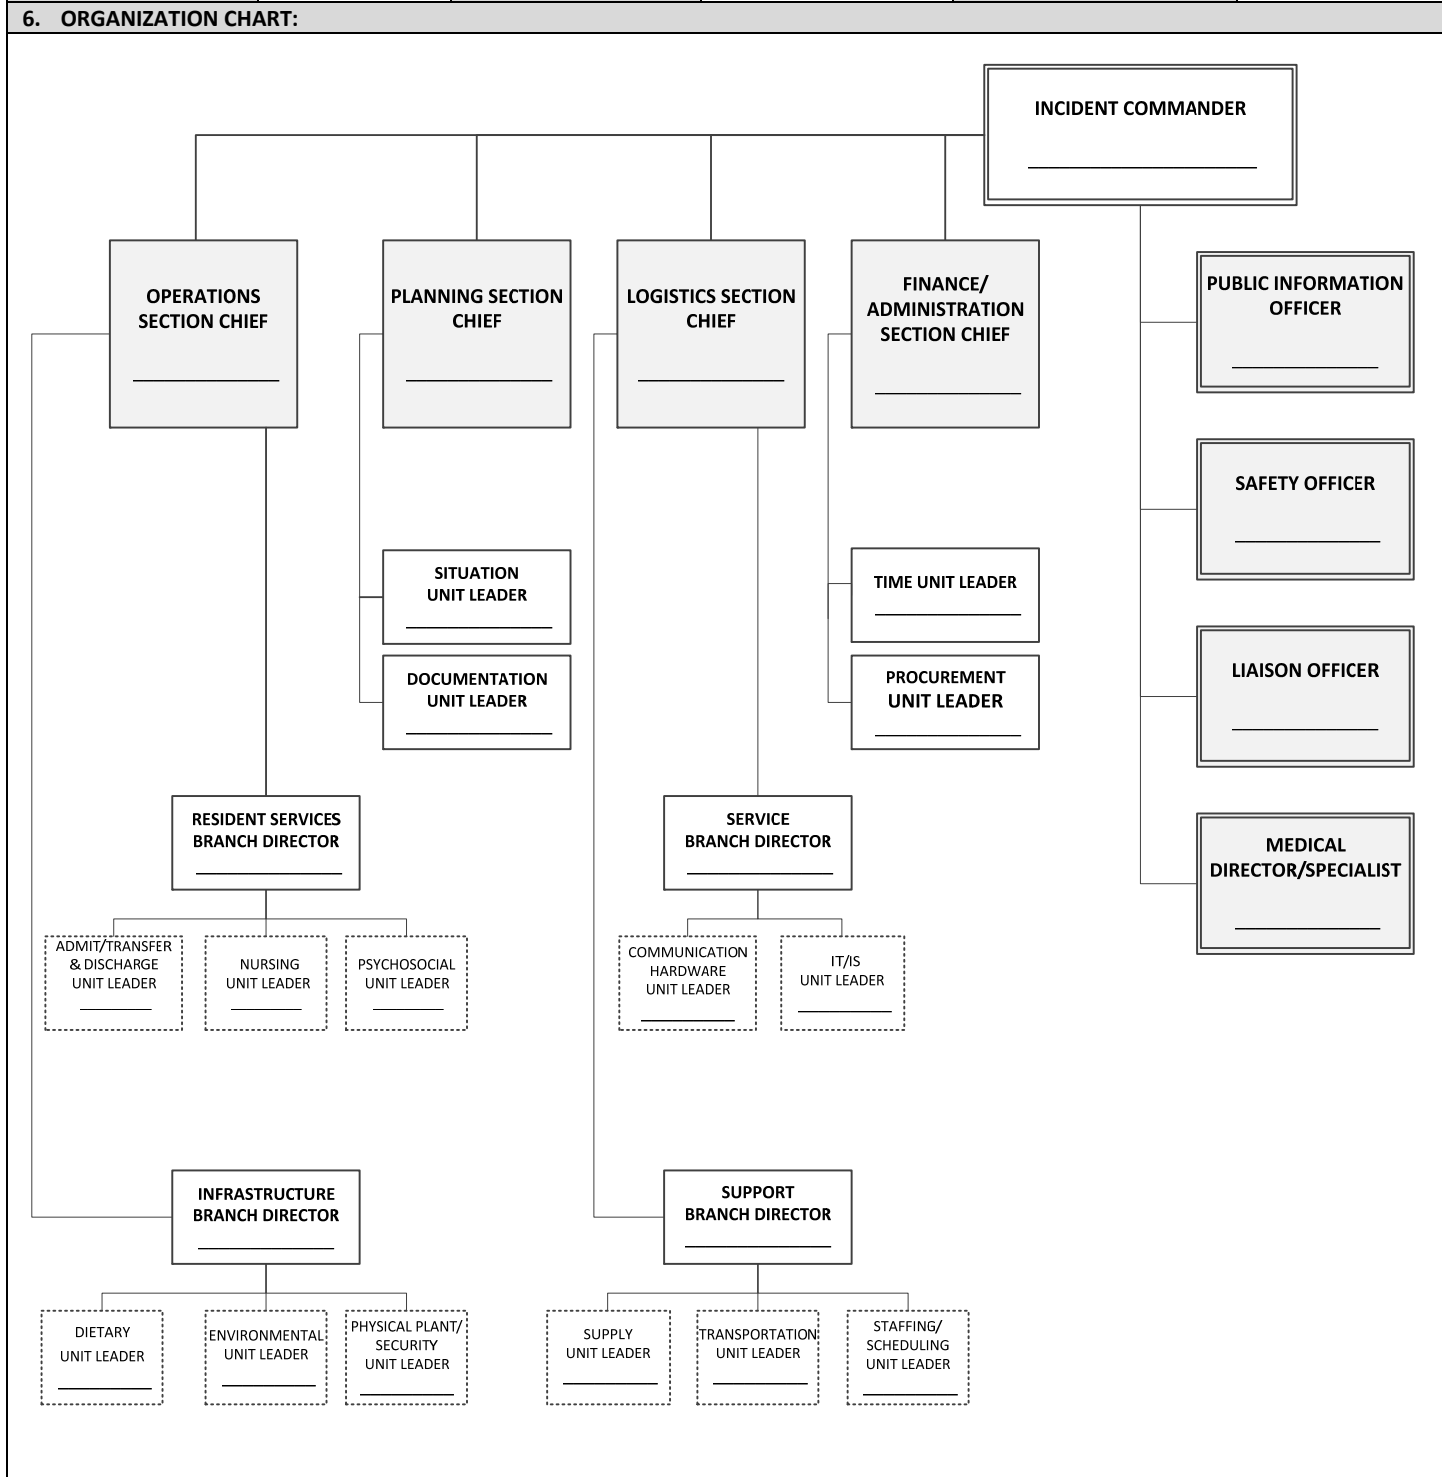 6. ORGANIZATION CHART:
INCIDENT COMMANDER
OPERATIONS
SECTION CHIEF
PLANNING SECTION
CHIEF
LOGISTICS SECTION
CHIEF
FINANCE/
ADMINISTRATION
SECTION CHIEF
PUBLIC INFORMATION
OFFICER
SAFETY OFFICER
LIAISON OFFICER
MEDICAL
DIRECTOR/SPECIALIST
SITUATION
UNIT LEADER
DOCUMENTATION
UNIT LEADER
TIME UNIT LEADER
PROCUREMENT
UNIT LEADER
RESIDENT SERVICES
BRANCH DIRECTOR
SERVICE
BRANCH DIRECTOR
ADMIT/TRANSFER
& DISCHARGE
UNIT LEADER
NURSING
UNIT LEADER
PSYCHOSOCIAL
UNIT LEADER
COMMUNICATION
HARDWARE
UNIT LEADER
IT/IS
UNIT LEADER
INFRASTRUCTURE
BRANCH DIRECTOR
SUPPORT
BRANCH DIRECTOR
DIETARY
UNIT LEADER
ENVIRONMENTAL
UNIT LEADER
PHYSICAL PLANT/
SECURITY
UNIT LEADER
SUPPLY
UNIT LEADER
TRANSPORTATION
UNIT LEADER
STAFFING/
SCHEDULING
UNIT LEADER